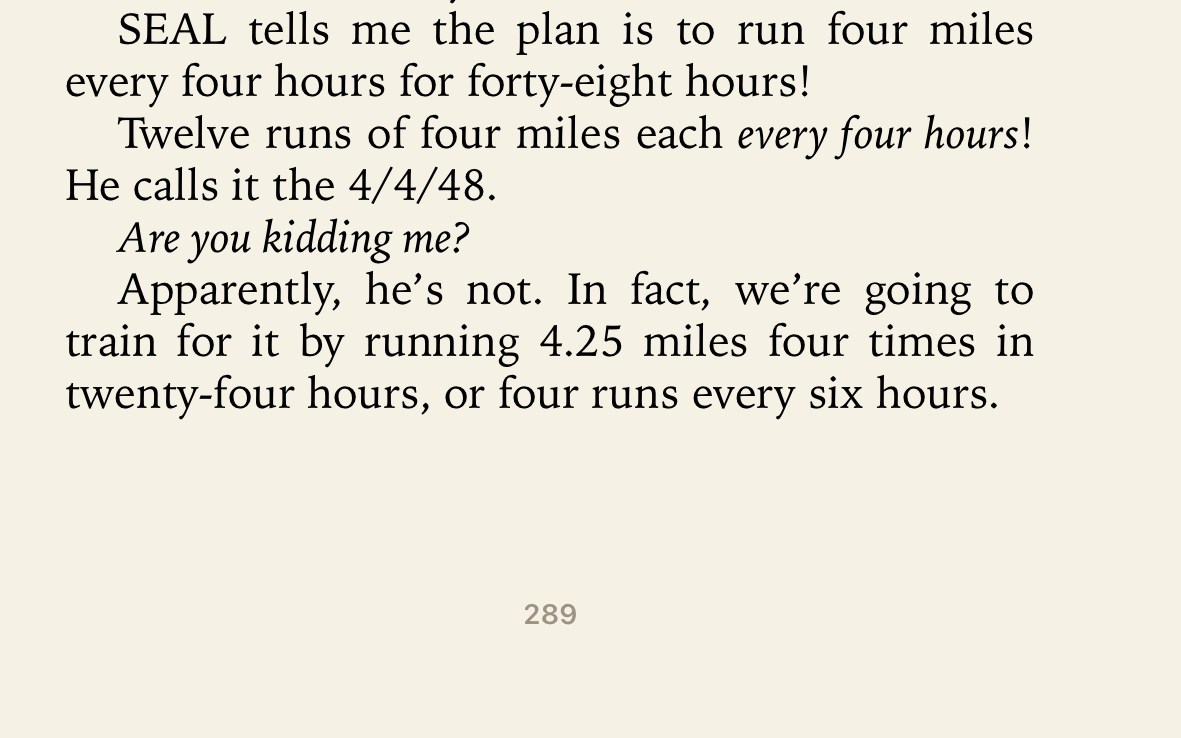 SEAL tells me the plan is to run four miles
every four hours for forty-eight hours!
Twelve runs of four miles each every four hours!
He calls it the 4/4/48.
Are you kidding me?
Apparently, he’s not. In fact, we’re going to
train for it by running 4.25 miles four times in
twenty-four hours, or four runs every six hours.
289